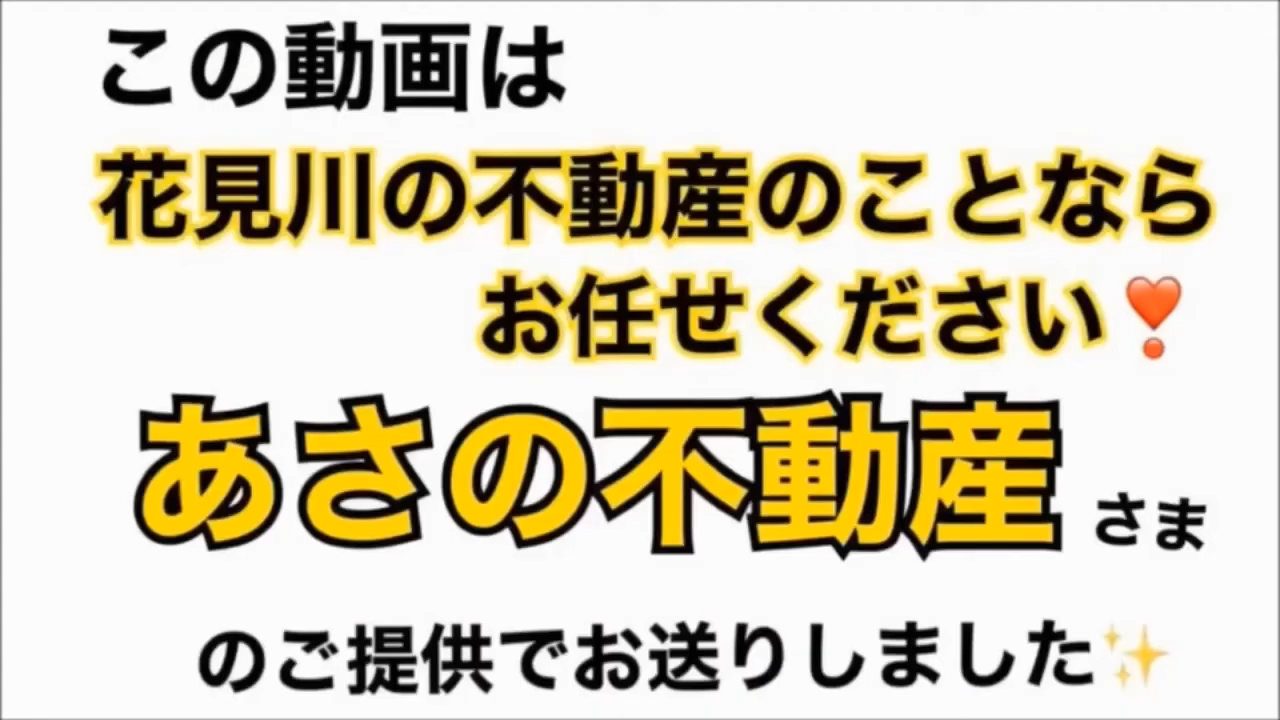 この動画は
花見川の不動産のことなら
お任せください❣️
あさの不動産 さま
のご提供でお送りしました✨